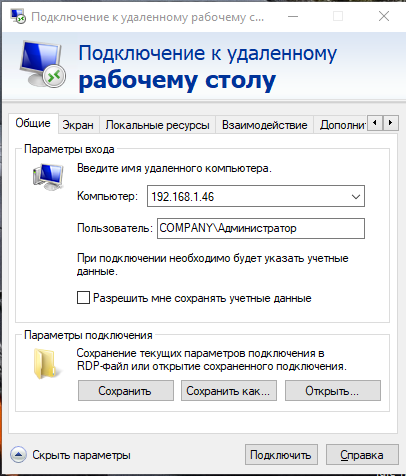 Подключение к удаленному рабочему с...
Подключение к удаленному
рабочему столу
Общие Экран Локальные ресурсы Взаимодействие Дополнит
Параметры входа
Введите имя удаленного компьютера.
Компьютер: 192.168.1.46
Пользователь: COMPANY\Администратор
При подключении необходимо будет указать учетные
данные.
Разрешить мне сохранять учетные данные
Параметры подключения
Сохранение текущих параметров подключения в
RDP-файл или открытие сохраненного подключения.
Сохранить Сохранить как... Открыть...
Скрыть параметры Подключить Справка